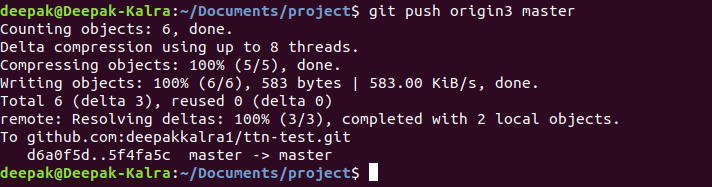 deepak@Deepak-Kalra:~/Documents/project$ git push origin3 master
Counting objects: 6, done.
Delta compression using up to 8 threads.
Compressing objects: 100% (5/5), done.
Writing objects: 100% (6/6), 583 bytes | 583.00 KiB/s, done.
Total 6 (delta 3), reused 0 (delta 0)
remote: Resolving deltas: 100% (3/3), completed with 2 local objects.
To github.com:deepakkalra1/ttn-test.git
   d6a0f5d..5f4fa5c  master -> master
deepak@Deepak-Kalra:~/Documents/project$